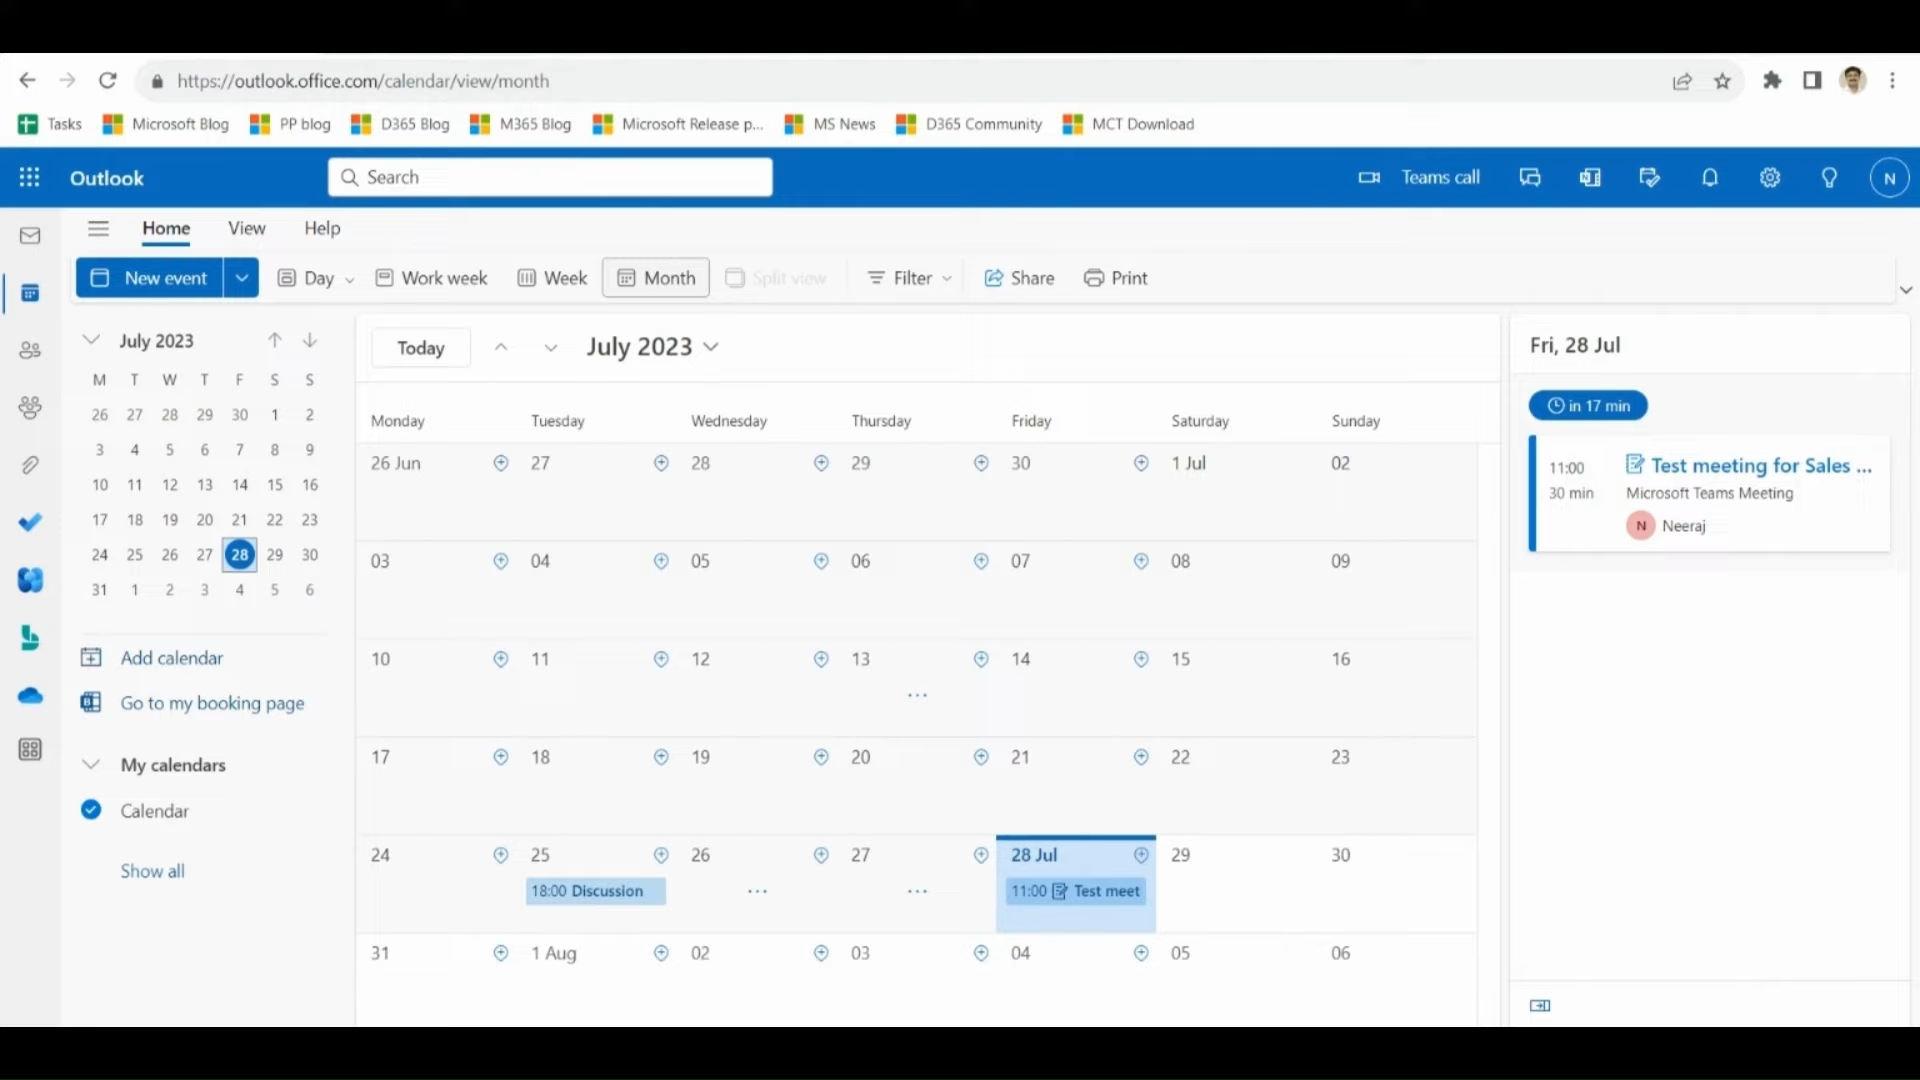 https://outlook.office.com/calendar/view/month
Tasks Microsoft Blog PP blog D365 Blog M365 Blog Microsoft Release p... MS News D365 Community MCT Download
Outlook Search Teams call N
Home View Help
New event Day Work week Week Month Split view Filter Share Print
July 2023
M T W T F S S
26 27 28 29 30 1 2
3 4 5 6 7 8 9
10 11 12 13 14 15 16
17 18 19 20 21 22 23
24 25 26 27 28 29 30
31 1 2 3 4 5 6
Add calendar
Go to my booking page
My calendars
Calendar
Show all
Today July 2023
Monday Tuesday Wednesday Thursday Friday Saturday Sunday
26 Jun 27 28 29 30 1 Jul 02
03 04 05 06 07 08 09
10 11 12 13 14 15 16
...
17 18 19 20 21 22 23
24 25 26 27 28 Jul 29 30
18:00 Discussion ... ... 11:00 Test meet
31 1 Aug 02 03 04 05 06
Fri, 28 Jul
in 17 min
11:00 Test meeting for Sales ...
30 min Microsoft Teams Meeting
N Neeraj